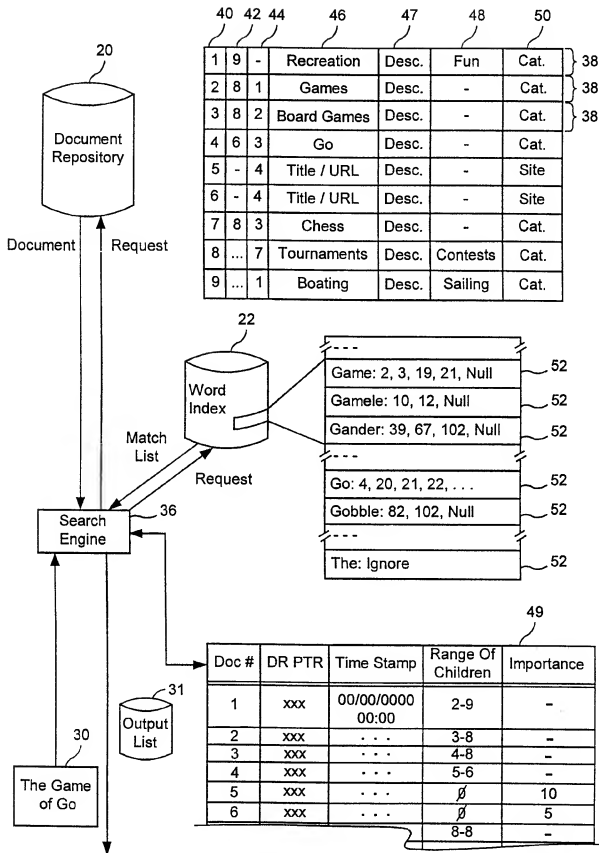 40 42 44 46 47 48 50
1 9 - Recreation Desc. Fun Cat. 38
2 8 1 Games Desc. - Cat. 38
3 8 2 Board Games Desc. - Cat. 38
4 6 3 Go Desc. - Cat.
5 - 4 Title / URL Desc. - Site
6 - 4 Title / URL Desc. - Site
7 8 3 Chess Desc. - Cat.
8 ... 7 Tournaments Desc. Contests Cat.
9 ... 1 Boating Desc. Sailing Cat.
20
Document
Repository
Document
Request
22
Word
Index
Match
List
Request
- - - -
Game: 2, 3, 19, 21, Null 52
Gamele: 10, 12, Null 52
Gander: 39, 67, 102, Null 52
- - - -
Go: 4, 20, 21, 22, . . . 52
Gobble: 82, 102, Null 52
- - - -
The: Ignore 52
36
Search
Engine
49
Doc # DR PTR Time Stamp Range Of Children Importance
1 xxx 00/00/0000 00:00 2-9 -
2 xxx . . . 3-8 -
3 xxx . . . 4-8 -
4 xxx . . . 5-6 -
5 xxx . . . ∅ 10
6 xxx . . . ∅ 5
8-8 -
31
Output
List
30
The Game
of Go